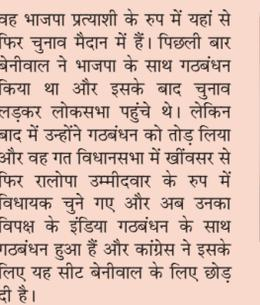 वह भाजपा प्रत्याशी के रुप में यहां से
फिर चुनाव मैदान में हैं। पिछली बार
बेनीवाल ने भाजपा के साथ गठबंधन
किया था और इसके बाद चुनाव
लड़कर लोकसभा पहुंचे थे। लेकिन
बाद में उन्होंने गठबंधन को तोड़ लिया
और वह गत विधानसभा में खींवसर से
फिर रालोपा उम्मीदवार के रुप में
विधायक चुने गए और अब उनका
विपक्ष के इंडिया गठबंधन के साथ
गठबंधन हुआ हैं और कांग्रेस ने इसके
लिए यह सीट बेनीवाल के लिए छोड़
दी है।